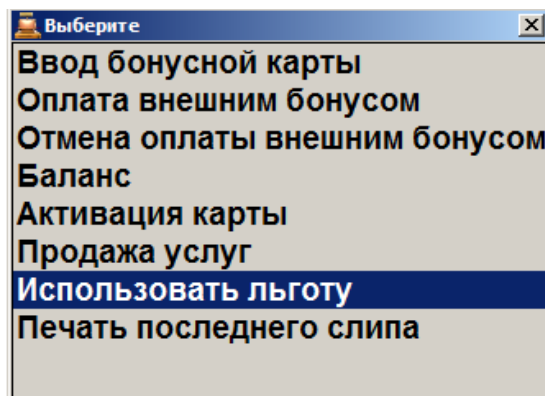 Выберите
Ввод бонусной карты
Оплата внешним бонусом
Отмена оплаты внешним бонусом
Баланс
Активация карты
Продажа услуг
Использовать льготу
Печать последнего слипа